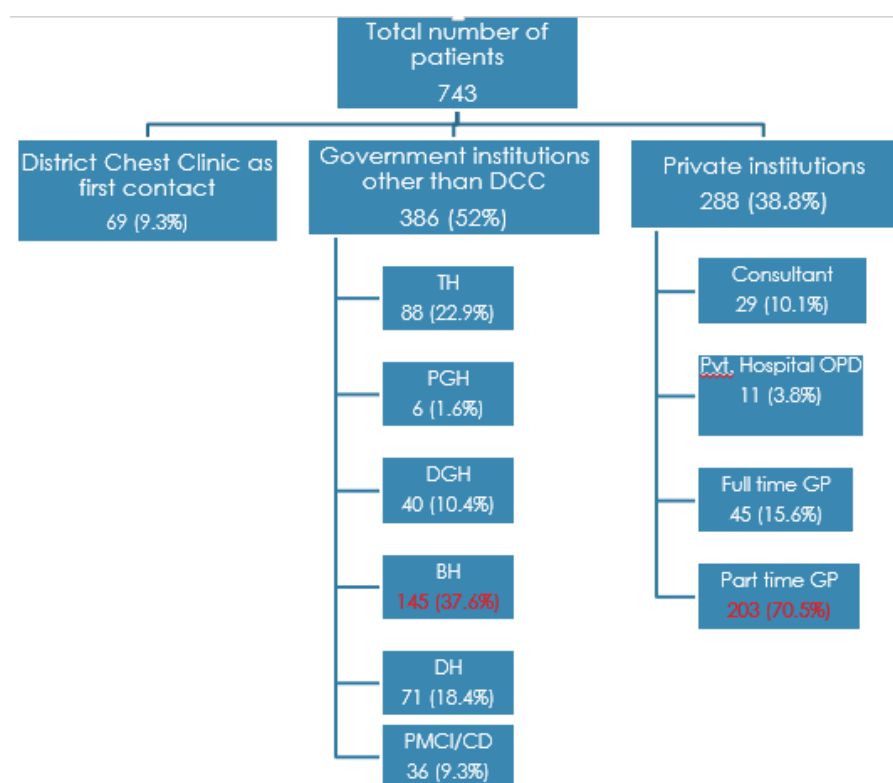 Total number of
patients
743
District Chest Clinic as
first contact
69 (9.3%)
Government institutions
other than DCC
386 (52%)
Private institutions
288 (38.8%)
TH
88 (22.9%)
PGH
6 (1.6%)
DGH
40 (10.4%)
BH
145 (37.6%)
DH
71 (18.4%)
PMCI/CD
36 (9.3%)
Consultant
29 (10.1%)
Pvt. Hospital OPD
11 (3.8%)
Full time GP
45 (15.6%)
Part time GP
203 (70.5%)